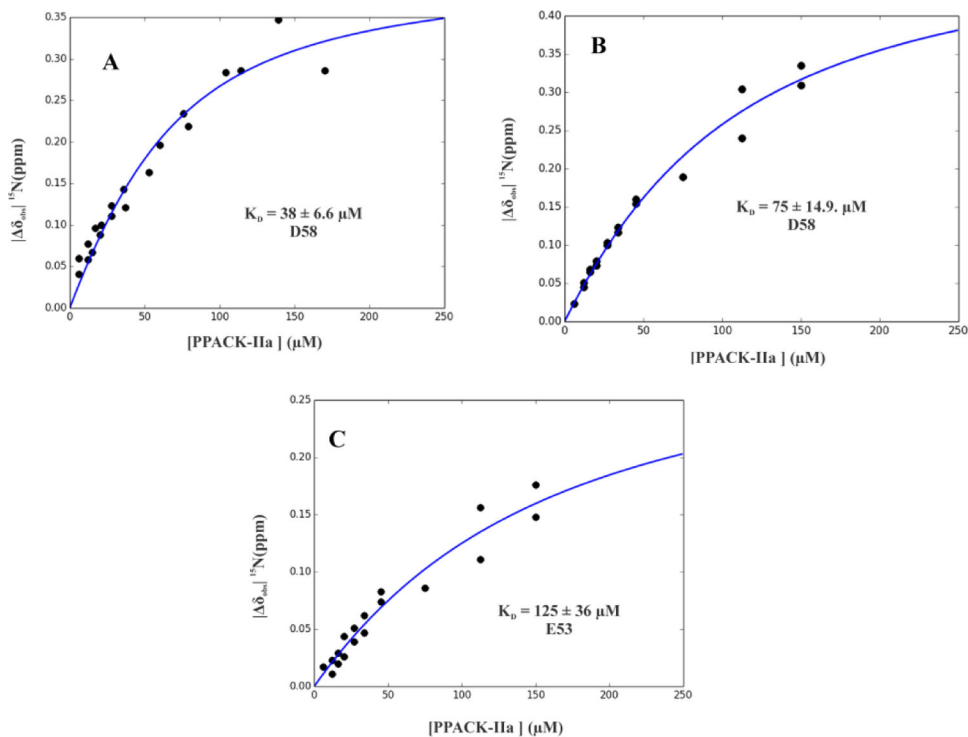 A
|Δδobs| ¹⁵N(ppm)
0.35
0.30
0.25
0.20
0.15
0.10
0.05
0.00
K_D = 38 ± 6.6 μM
D58
0 50 100 150 200 250
[PPACK-IIa ] (μM)
B
|Δδobs| ¹⁵N(ppm)
0.40
0.35
0.30
0.25
0.20
0.15
0.10
0.05
0.00
K_D = 75 ± 14.9. μM
D58
0 50 100 150 200 250
[PPACK-IIa ] (μM)
C
|Δδobs| ¹⁵N(ppm)
0.25
0.20
0.15
0.10
0.05
0.00
K_D = 125 ± 36 μM
E53
0 50 100 150 200 250
[PPACK-IIa ] (μM)